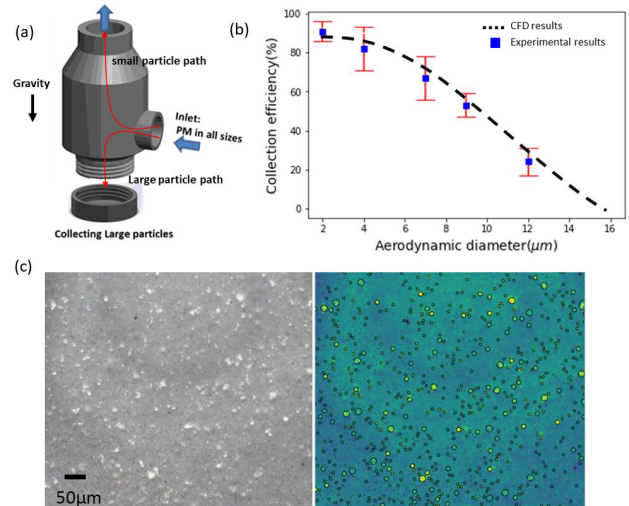 (a)
small particle path
Gravity
Inlet:
PM in all sizes
Large particle path
Collecting Large particles
(b)
Collection efficiency(%)
100
80
60
40
20
0
CFD results
Experimental results
2 4 6 8 10 12 14 16
Aerodynamic diameter(μm)
(c)
50μm